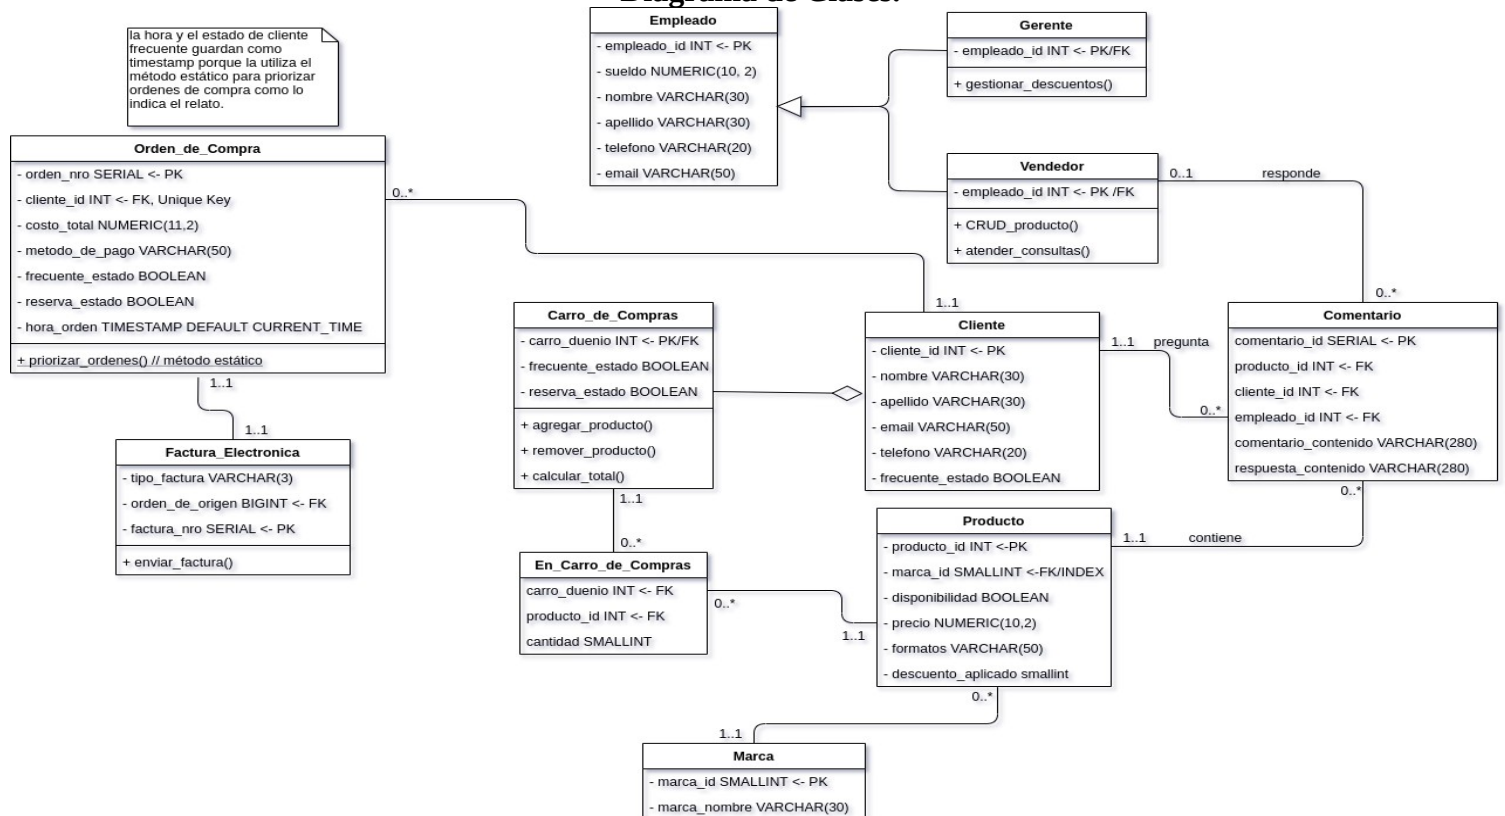 Diagrama de Clases.
la hora y el estado de cliente
frecuente guardan como
timestamp porque la utiliza el
método estático para priorizar
ordenes de compra como lo
indica el relato.
Empleado
- empleado_id INT <- PK
- sueldo NUMERIC(10, 2)
- nombre VARCHAR(30)
- apellido VARCHAR(30)
- telefono VARCHAR(20)
- email VARCHAR(50)
Gerente
- empleado_id INT <- PK/FK
+ gestionar_descuentos()
Vendedor
- empleado_id INT <- PK /FK
+ CRUD_producto()
+ atender_consultas()
0..1
responde
0..*
Orden_de_Compra
- orden_nro SERIAL <- PK
- cliente_id INT <- FK, Unique Key
- costo_total NUMERIC(11,2)
- metodo_de_pago VARCHAR(50)
- frecuente_estado BOOLEAN
- reserva_estado BOOLEAN
- hora_orden TIMESTAMP DEFAULT CURRENT_TIME
+ priorizar_ordenes() // método estático
0..*
1..1
1..1
1..1
Factura_Electronica
- tipo_factura VARCHAR(3)
- orden_de_origen BIGINT <- FK
- factura_nro SERIAL <- PK
+ enviar_factura()
Carro_de_Compras
- carro_duenio INT <- PK/FK
- frecuente_estado BOOLEAN
- reserva_estado BOOLEAN
+ agregar_producto()
+ remover_producto()
+ calcular_total()
1..1
0..*
Cliente
- cliente_id INT <- PK
- nombre VARCHAR(30)
- apellido VARCHAR(30)
- email VARCHAR(50)
- telefono VARCHAR(20)
- frecuente_estado BOOLEAN
1..1
pregunta
0..*
Comentario
comentario_id SERIAL <- PK
producto_id INT <- FK
cliente_id INT <- FK
empleado_id INT <- FK
comentario_contenido VARCHAR(280)
respuesta_contenido VARCHAR(280)
0..*
En_Carro_de_Compras
carro_duenio INT <- FK
producto_id INT <- FK
cantidad SMALLINT
0..*
1..1
Producto
- producto_id INT <-PK
- marca_id SMALLINT <-FK/INDEX
- disponibilidad BOOLEAN
- precio NUMERIC(10,2)
- formatos VARCHAR(50)
- descuento_aplicado smallint
1..1
contiene
0..*
1..1
Marca
- marca_id SMALLINT <- PK
- marca_nombre VARCHAR(30)